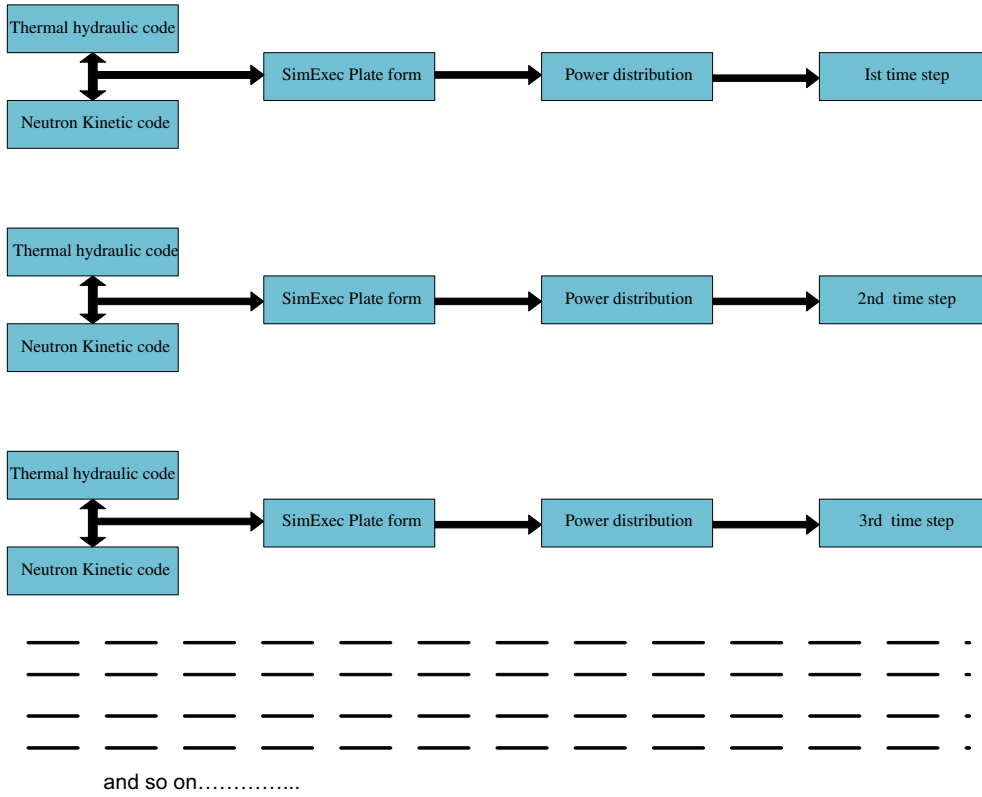 Thermal hydraulic code
SimExec Plate form
Power distribution
Ist time step
Neutron Kinetic code
Thermal hydraulic code
SimExec Plate form
Power distribution
2nd time step
Neutron Kinetic code
Thermal hydraulic code
SimExec Plate form
Power distribution
3rd time step
Neutron Kinetic code
and so on…………...